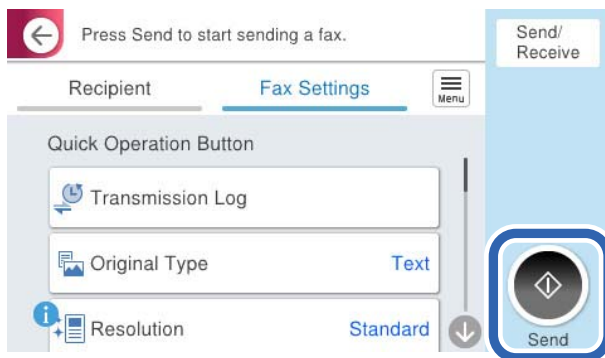 Press Send to start sending a fax.
Send/
Receive
Recipient
Fax Settings
Menu
Quick Operation Button
Transmission Log
Original Type
Text
i
Resolution
Standard
Send